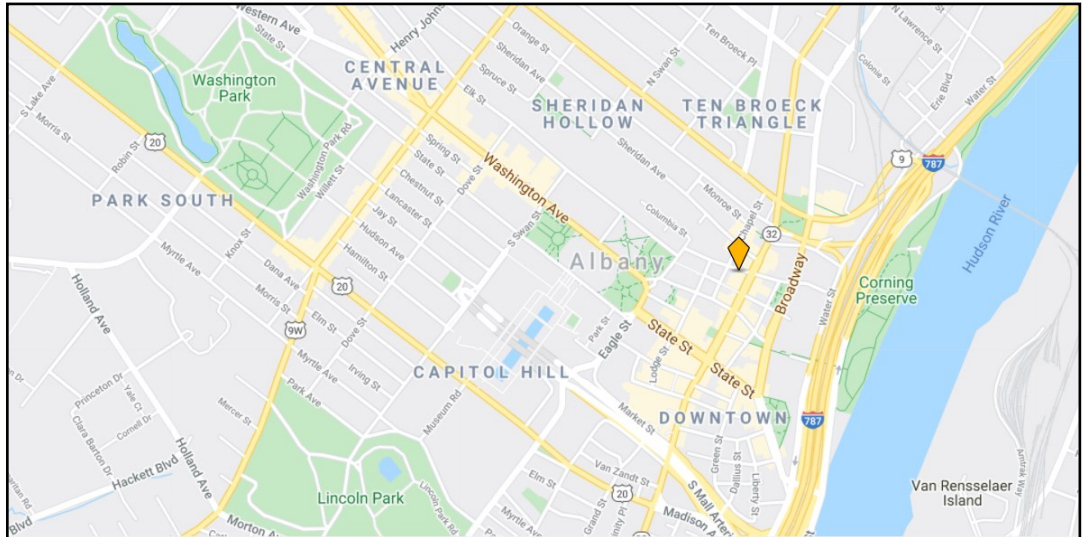 Western Ave
State St
S Lake Ave
Morris St
Washington
Park
Robin St
20
Washington Park Rd
Willett St
PARK SOUTH
Knox St
Myrtle Ave
Dana Ave
Morris St
Holland Ave
Henry Johns
CENTRAL
AVENUE
Orange St
Sheridan Ave
Spruce St
Elk St
Spring St
State St
Chestnut St
Lancaster St
Jay St
Hudson Ave
Hamilton St
Dove St
Washington Ave
S Swan St
N Swan St
SHERIDAN
HOLLOW
Ten Broeck Pl
TEN BROECK
TRIANGLE
Sheridan Ave
Columbia St
Monroe St
Chapel St
32
N Lawrence St
Colonie St
Erie Blvd
Water St
9
787
Hudson River
Albany
Broadway
Water St
Corning
Preserve
20
9W
Elm St
Dove St
Myrtle Ave
Irving St
Park Ave
Mercer St
Princeton Dr
Yale Ct
Cornell Dr
Clara Barton Dr
Holland Ave
Hackett Blvd
Morton Av
CAPITOL HILL
Museum Rd
Park St
Eagle St
Lodge St
State St
State St
Market St
DOWNTOWN
787
Green St
Dallius St
Liberty St
Van Zandt St
Elm St
20
S Mall Arteri
Madison A
Grand St
Myrtle Ave
Lincoln Park
Lincoln Park Rd
Van Rensselaer
Island
Amtrak Way